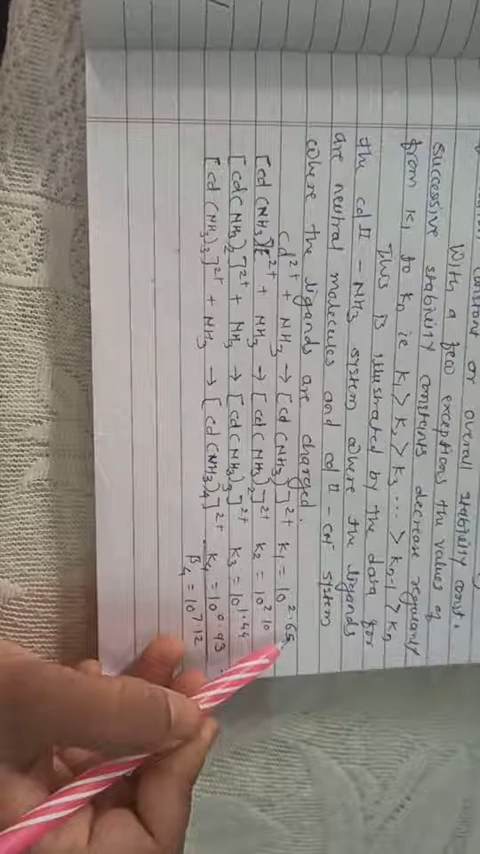 constant or overall stability const.
With a few exceptions the values of
successive stability constants decrease regularly
from k1 to kn ie k1 > k2 > k3 ... > kn-1 > kn
This is illustrated by the data for
the cd II - NH3 system where the ligands
are neutral molecules and cd II - cN system
where the ligands are charged.
Cd2+ + NH3 → [cd (NH3)]2+ k1 = 10 2.65
[cd (NH3)]2+ + NH3 → [cd (NH3)2]2+ k2 = 10 2.10
[cd (NH3)2]2+ + NH3 → [cd (NH3)3]2+ k3 = 10 1.44
[cd (NH3)3]2+ + NH3 → [cd (NH3)4]2+ k4 = 10 0.93
β4 = 10 7.12